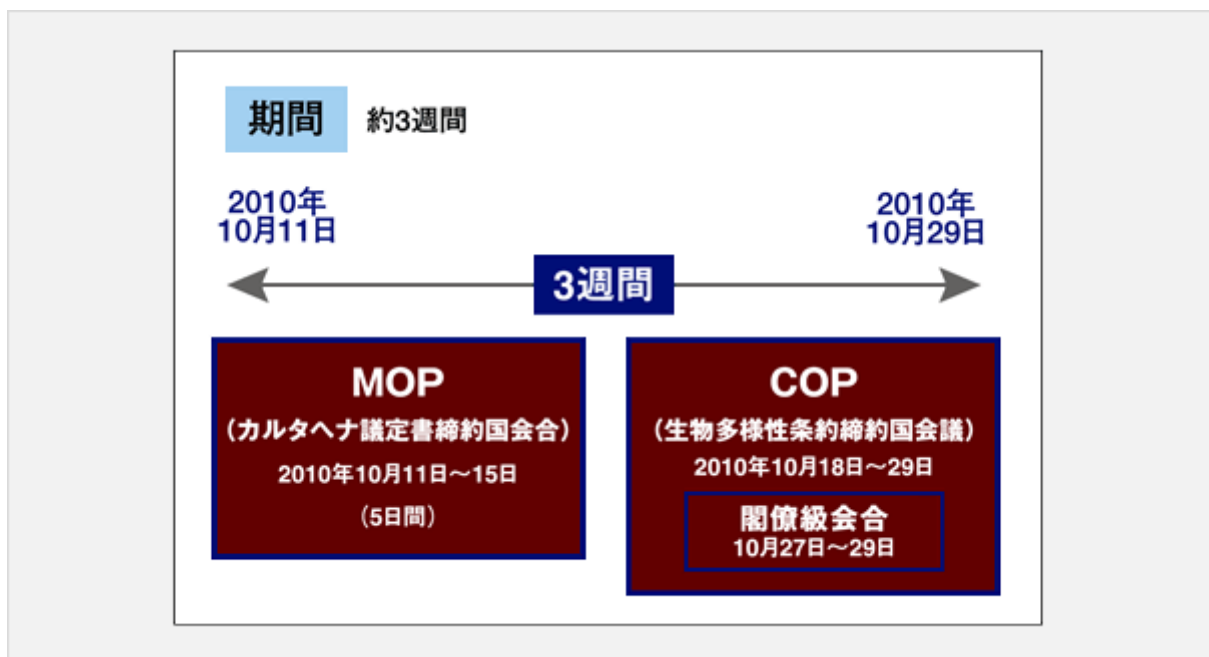 期間 約3週間
2010年
10月11日
2010年
10月29日
3週間
MOP
（カルタヘナ議定書締約国会合）
2010年10月11日〜15日
（5日間）
COP
（生物多様性条約締約国会議）
2010年10月18日〜29日
閣僚級会合
10月27日〜29日